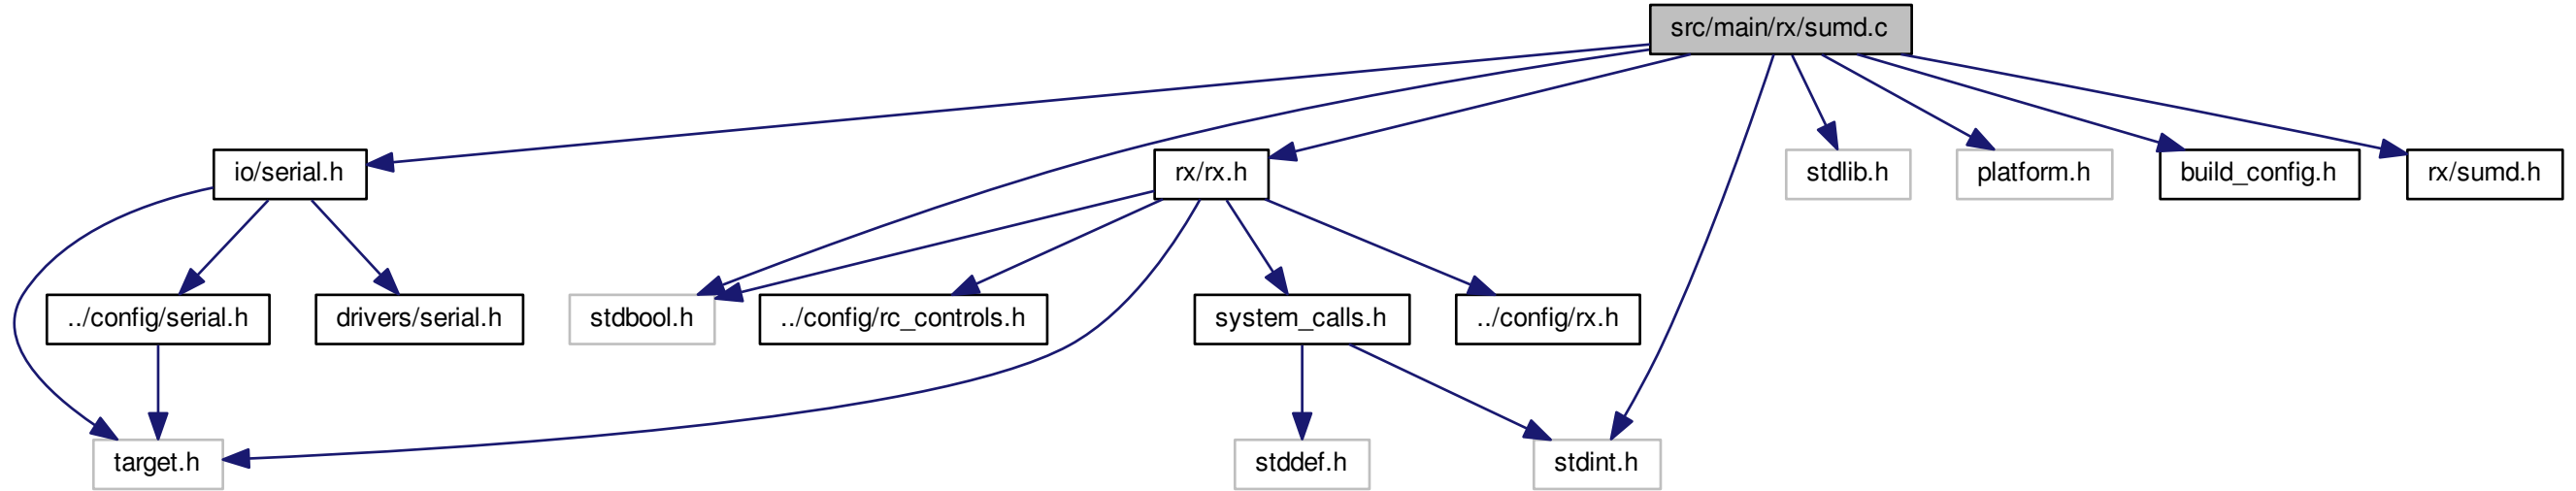 src/main/rx/sumd.c
io/serial.h
rx/rx.h
stdlib.h
platform.h
build_config.h
rx/sumd.h
../config/serial.h
drivers/serial.h
stdbool.h
../config/rc_controls.h
system_calls.h
../config/rx.h
target.h
stddef.h
stdint.h